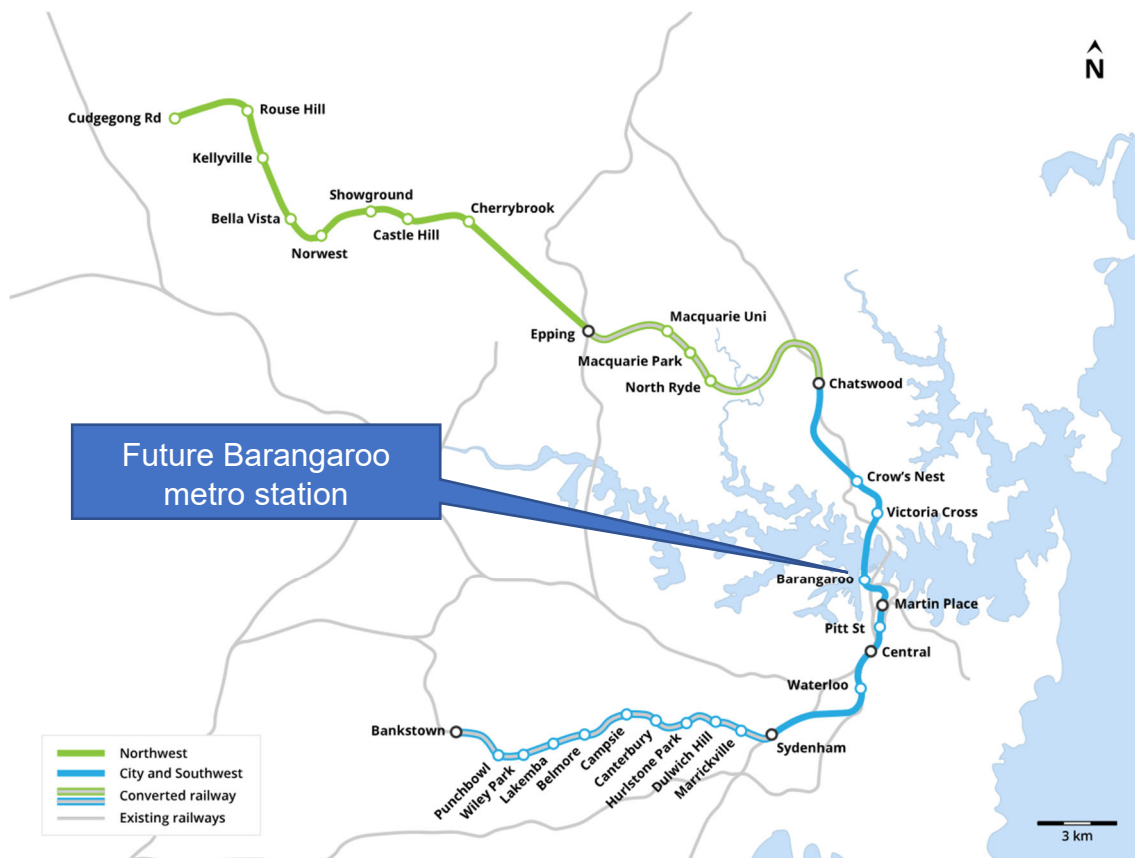 N
Cudgegong Rd
Rouse Hill
Kellyville
Bella Vista
Norwest
Showground
Castle Hill
Cherrybrook
Epping
Macquarie Uni
Macquarie Park
North Ryde
Chatswood
Future Barangaroo
metro station
Crow's Nest
Victoria Cross
Barangaroo
Martin Place
Pitt St
Central
Waterloo
Sydenham
Bankstown
Punchbowl
Wiley Park
Lakemba
Belmore
Campsie
Canterbury
Hurlstone Park
Dulwich Hill
Marrickville
Northwest
City and Southwest
Converted railway
Existing railways
3 km